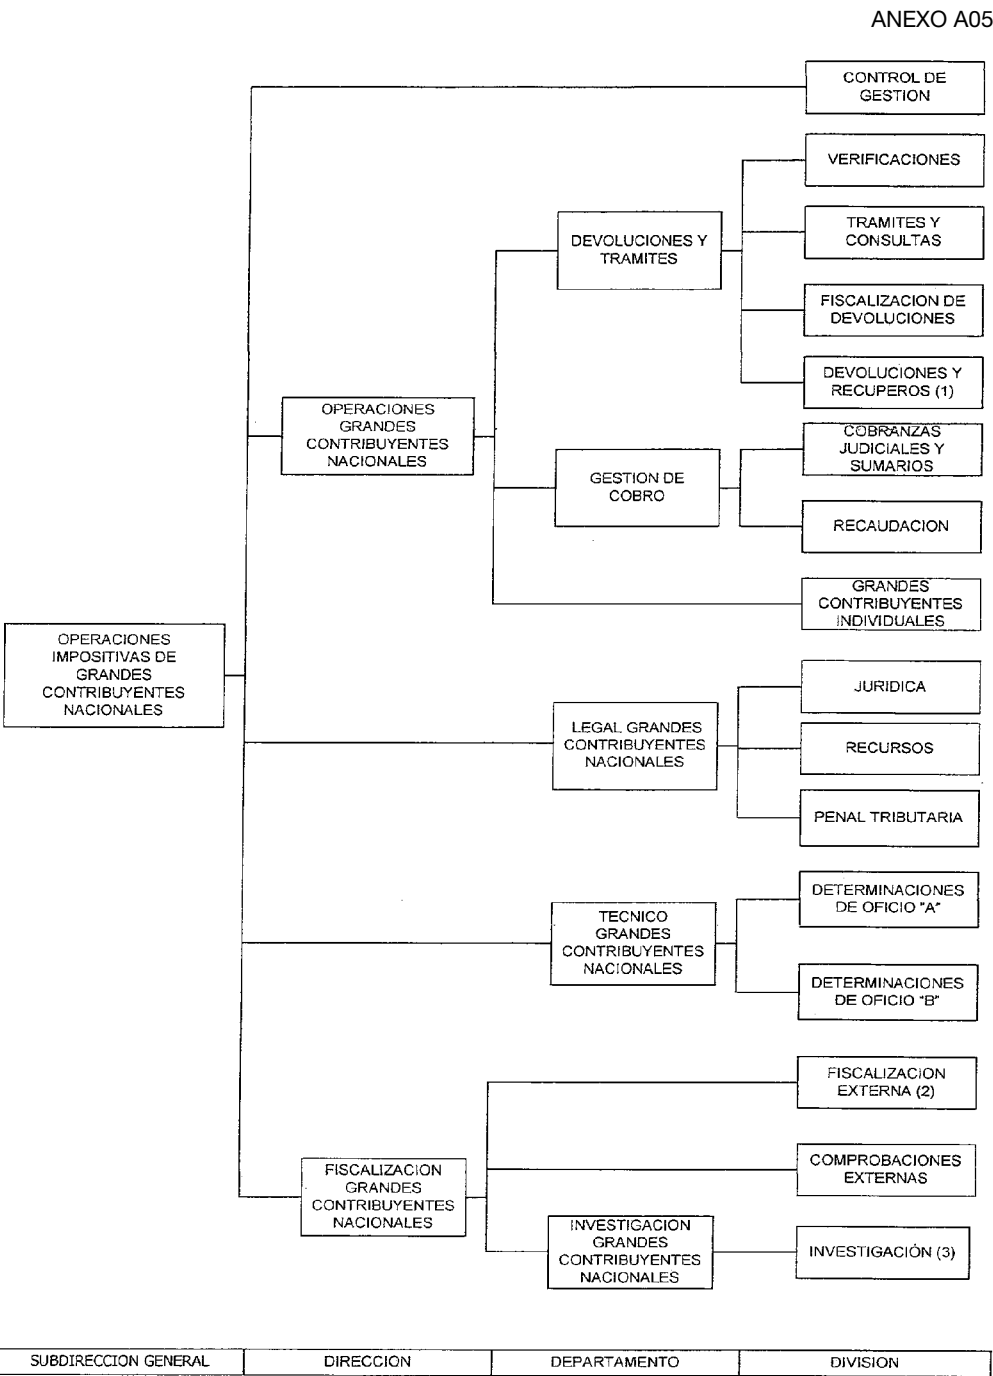 ANEXO A05
CONTROL DE
GESTION
VERIFICACIONES
TRAMITES Y
CONSULTAS
DEVOLUCIONES Y
TRAMITES
FISCALIZACION DE
DEVOLUCIONES
DEVOLUCIONES Y
RECUPEROS (1)
OPERACIONES
GRANDES
CONTRIBUYENTES
NACIONALES
COBRANZAS
JUDICIALES Y
SUMARIOS
GESTION DE
COBRO
RECAUDACION
GRANDES
CONTRIBUYENTES
INDIVIDUALES
OPERACIONES
IMPOSITIVAS DE
GRANDES
CONTRIBUYENTES
NACIONALES
JURIDICA
LEGAL GRANDES
CONTRIBUYENTES
NACIONALES
RECURSOS
PENAL TRIBUTARIA
DETERMINACIONES
DE OFICIO "A"
TECNICO
GRANDES
CONTRIBUYENTES
NACIONALES
DETERMINACIONES
DE OFICIO "B"
FISCALIZACION
EXTERNA (2)
COMPROBACIONES
EXTERNAS
FISCALIZACION
GRANDES
CONTRIBUYENTES
NACIONALES
INVESTIGACION
GRANDES
CONTRIBUYENTES
NACIONALES
INVESTIGACIÓN (3)
SUBDIRECCION GENERAL
DIRECCION
DEPARTAMENTO
DIVISION